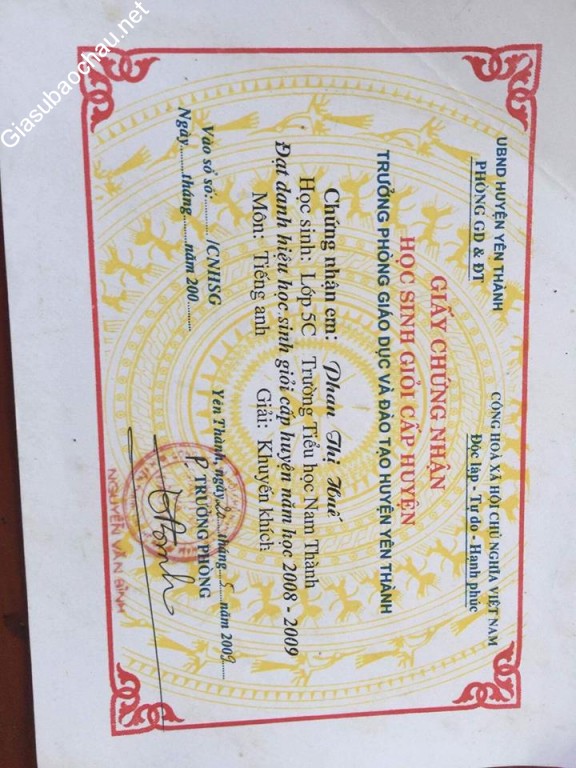 Giasubaochau.net
UBND HUYỆN YÊN THÀNH
PHÒNG GD & ĐT
CỘNG HOÀ XÃ HỘI CHỦ NGHĨA VIỆT NAM
Độc lập - Tự do - Hạnh phúc
GIẤY CHỨNG NHẬN
HỌC SINH GIỎI CẤP HUYỆN
TRƯỞNG PHÒNG GIÁO DỤC VÀ ĐÀO TẠO HUYỆN YÊN THÀNH
Chứng nhận em: Phan Thị Huế
Học sinh: Lớp 5C Trường Tiểu học Nam Thành
Đạt danh hiệu học sinh giỏi cấp huyện năm học 2008 - 2009
Môn: Tiếng anh Giải: Khuyến khích
Vào sổ số:........../CNHSG
Ngày........tháng........năm 200..........
Yên Thành, ngày tháng 5 năm 2009
P. TRƯỞNG PHÒNG
NGUYỄN VĂN BÌNH